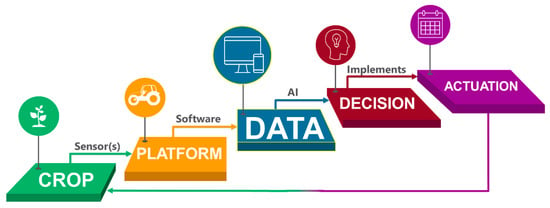 CROP
Sensor(s)
PLATFORM
Software
DATA
AI
DECISION
Implements
ACTUATION